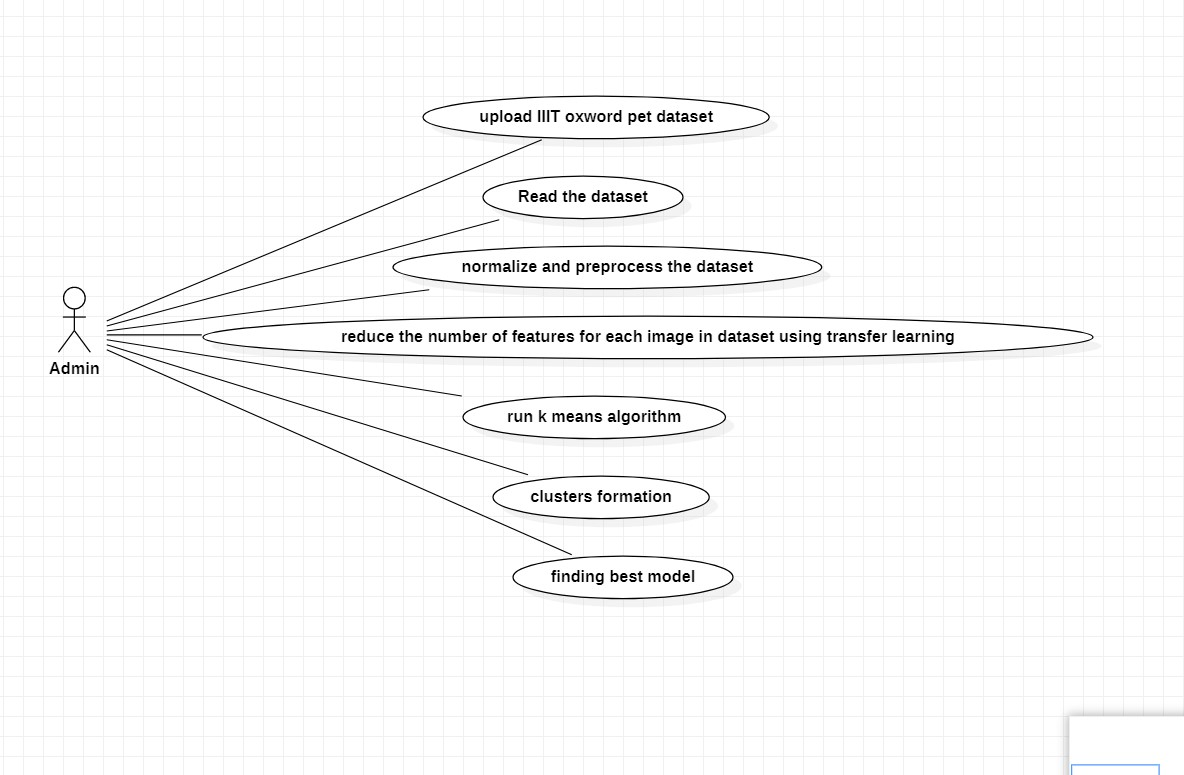 upload IIIT oxword pet dataset
Read the dataset
normalize and preprocess the dataset
reduce the number of features for each image in dataset using transfer learning
Admin
run k means algorithm
clusters formation
finding best model